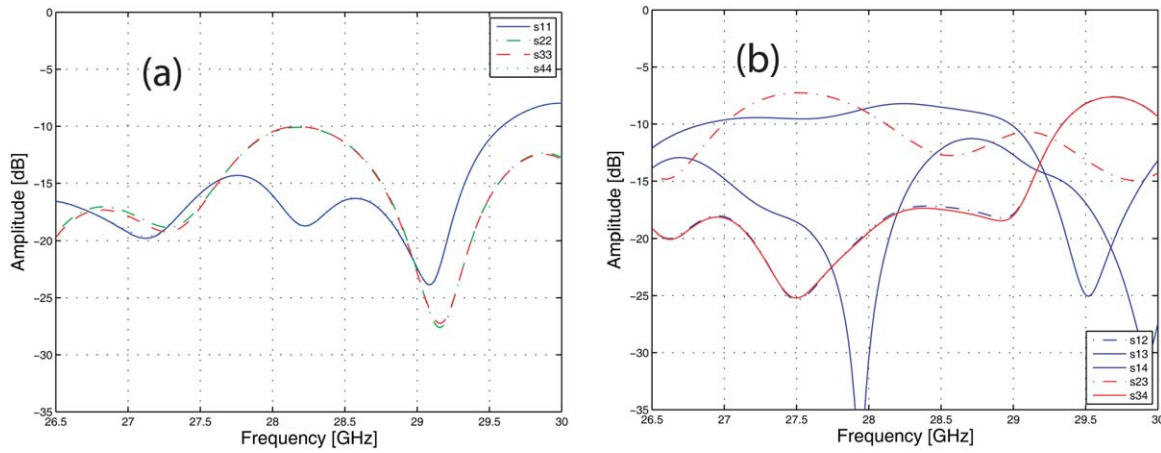 (a)
s11
s22
s33
s44
Amplitude [dB]
0
−5
−10
−15
−20
−25
−30
−35
26.5 27 27.5 28 28.5 29 29.5 30
Frequency [GHz]
(b)
s12
s13
s14
s23
s34
Amplitude [dB]
0
−5
−10
−15
−20
−25
−30
−35
26.5 27 27.5 28 28.5 29 29.5 30
Frequency [GHz]